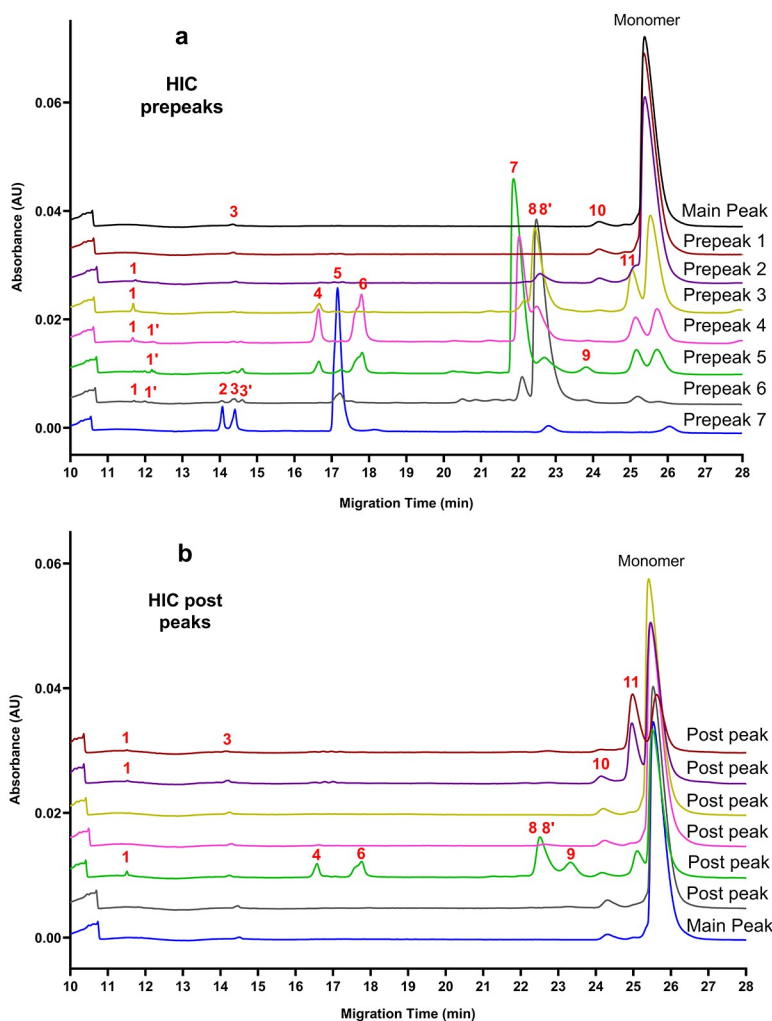 Monomer
a
HIC
prepeaks
0.06
7
3
10
8 8'
Main Peak
0.04
Prepeak 1
11
1
5
Prepeak 2
1
4
6
Prepeak 3
0.02
1 1'
Prepeak 4
1'
9
Prepeak 5
1 1'
2 3 3'
Prepeak 6
0.00
Prepeak 7
Absorbance (AU)
10 11 12 13 14 15 16 17 18 19 20 21 22 23 24 25 26 27 28
Migration Time (min)
b
Monomer
0.06
HIC post
peaks
11
0.04
1
3
Post peak
1
10
Post peak
Post peak
0.02
8 8'
Post peak
1
4
6
9
Post peak
Post peak
0.00
Main Peak
Absorbance (AU)
10 11 12 13 14 15 16 17 18 19 20 21 22 23 24 25 26 27 28
Migration Time (min)